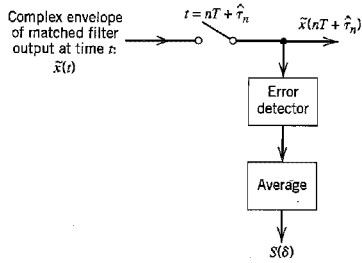 Complex envelope
of matched filter
output at time t:
x̃(t)
t = nT + τ̂ₙ
x̃(nT + τ̂ₙ)
Error
detector
Average
S(δ)